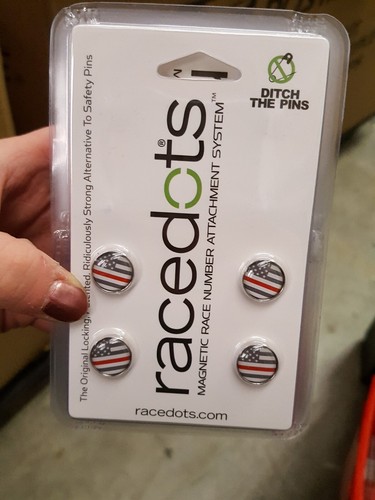 DITCH
THE PINS
racedots®
MAGNETIC RACE NUMBER ATTACHMENT SYSTEM™
The Original Locking, Patented, Ridiculously Strong Alternative To Safety Pins
racedots.com